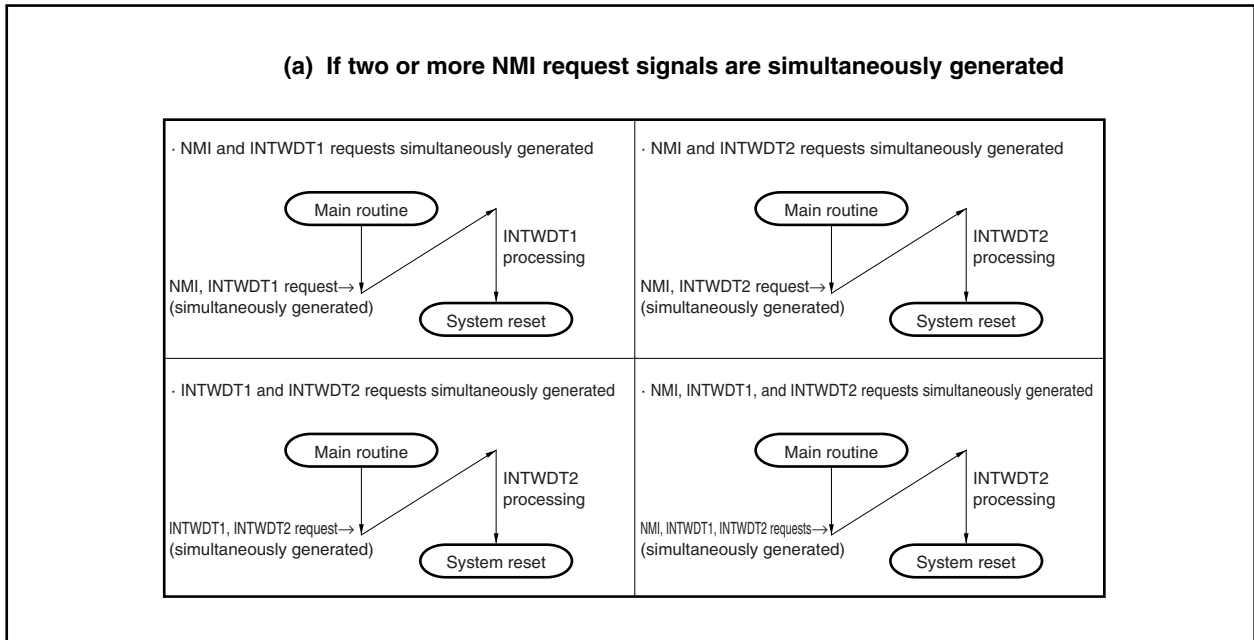 (a) If two or more NMI request signals are simultaneously generated
· NMI and INTWDT1 requests simultaneously generated
Main routine
INTWDT1
processing
NMI, INTWDT1 request→
(simultaneously generated)
System reset
· NMI and INTWDT2 requests simultaneously generated
Main routine
INTWDT2
processing
NMI, INTWDT2 request→
(simultaneously generated)
System reset
· INTWDT1 and INTWDT2 requests simultaneously generated
Main routine
INTWDT2
processing
INTWDT1, INTWDT2 request→
(simultaneously generated)
System reset
· NMI, INTWDT1, and INTWDT2 requests simultaneously generated
Main routine
INTWDT2
processing
NMI, INTWDT1, INTWDT2 requests→
(simultaneously generated)
System reset